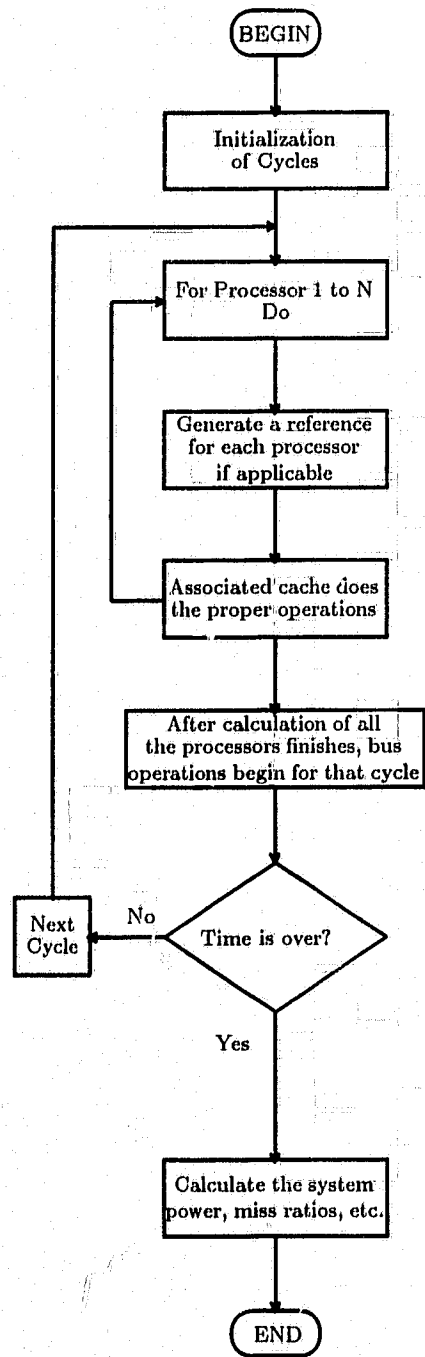 BEGIN
Initialization
of Cycles
For Processor 1 to N
Do
Generate a reference
for each processor
if applicable
Associated cache does
the proper operations
After calculation of all
the processors finishes, bus
operations begin for that cycle
Time is over?
No
Next
Cycle
Yes
Calculate the system
power, miss ratios, etc.
END